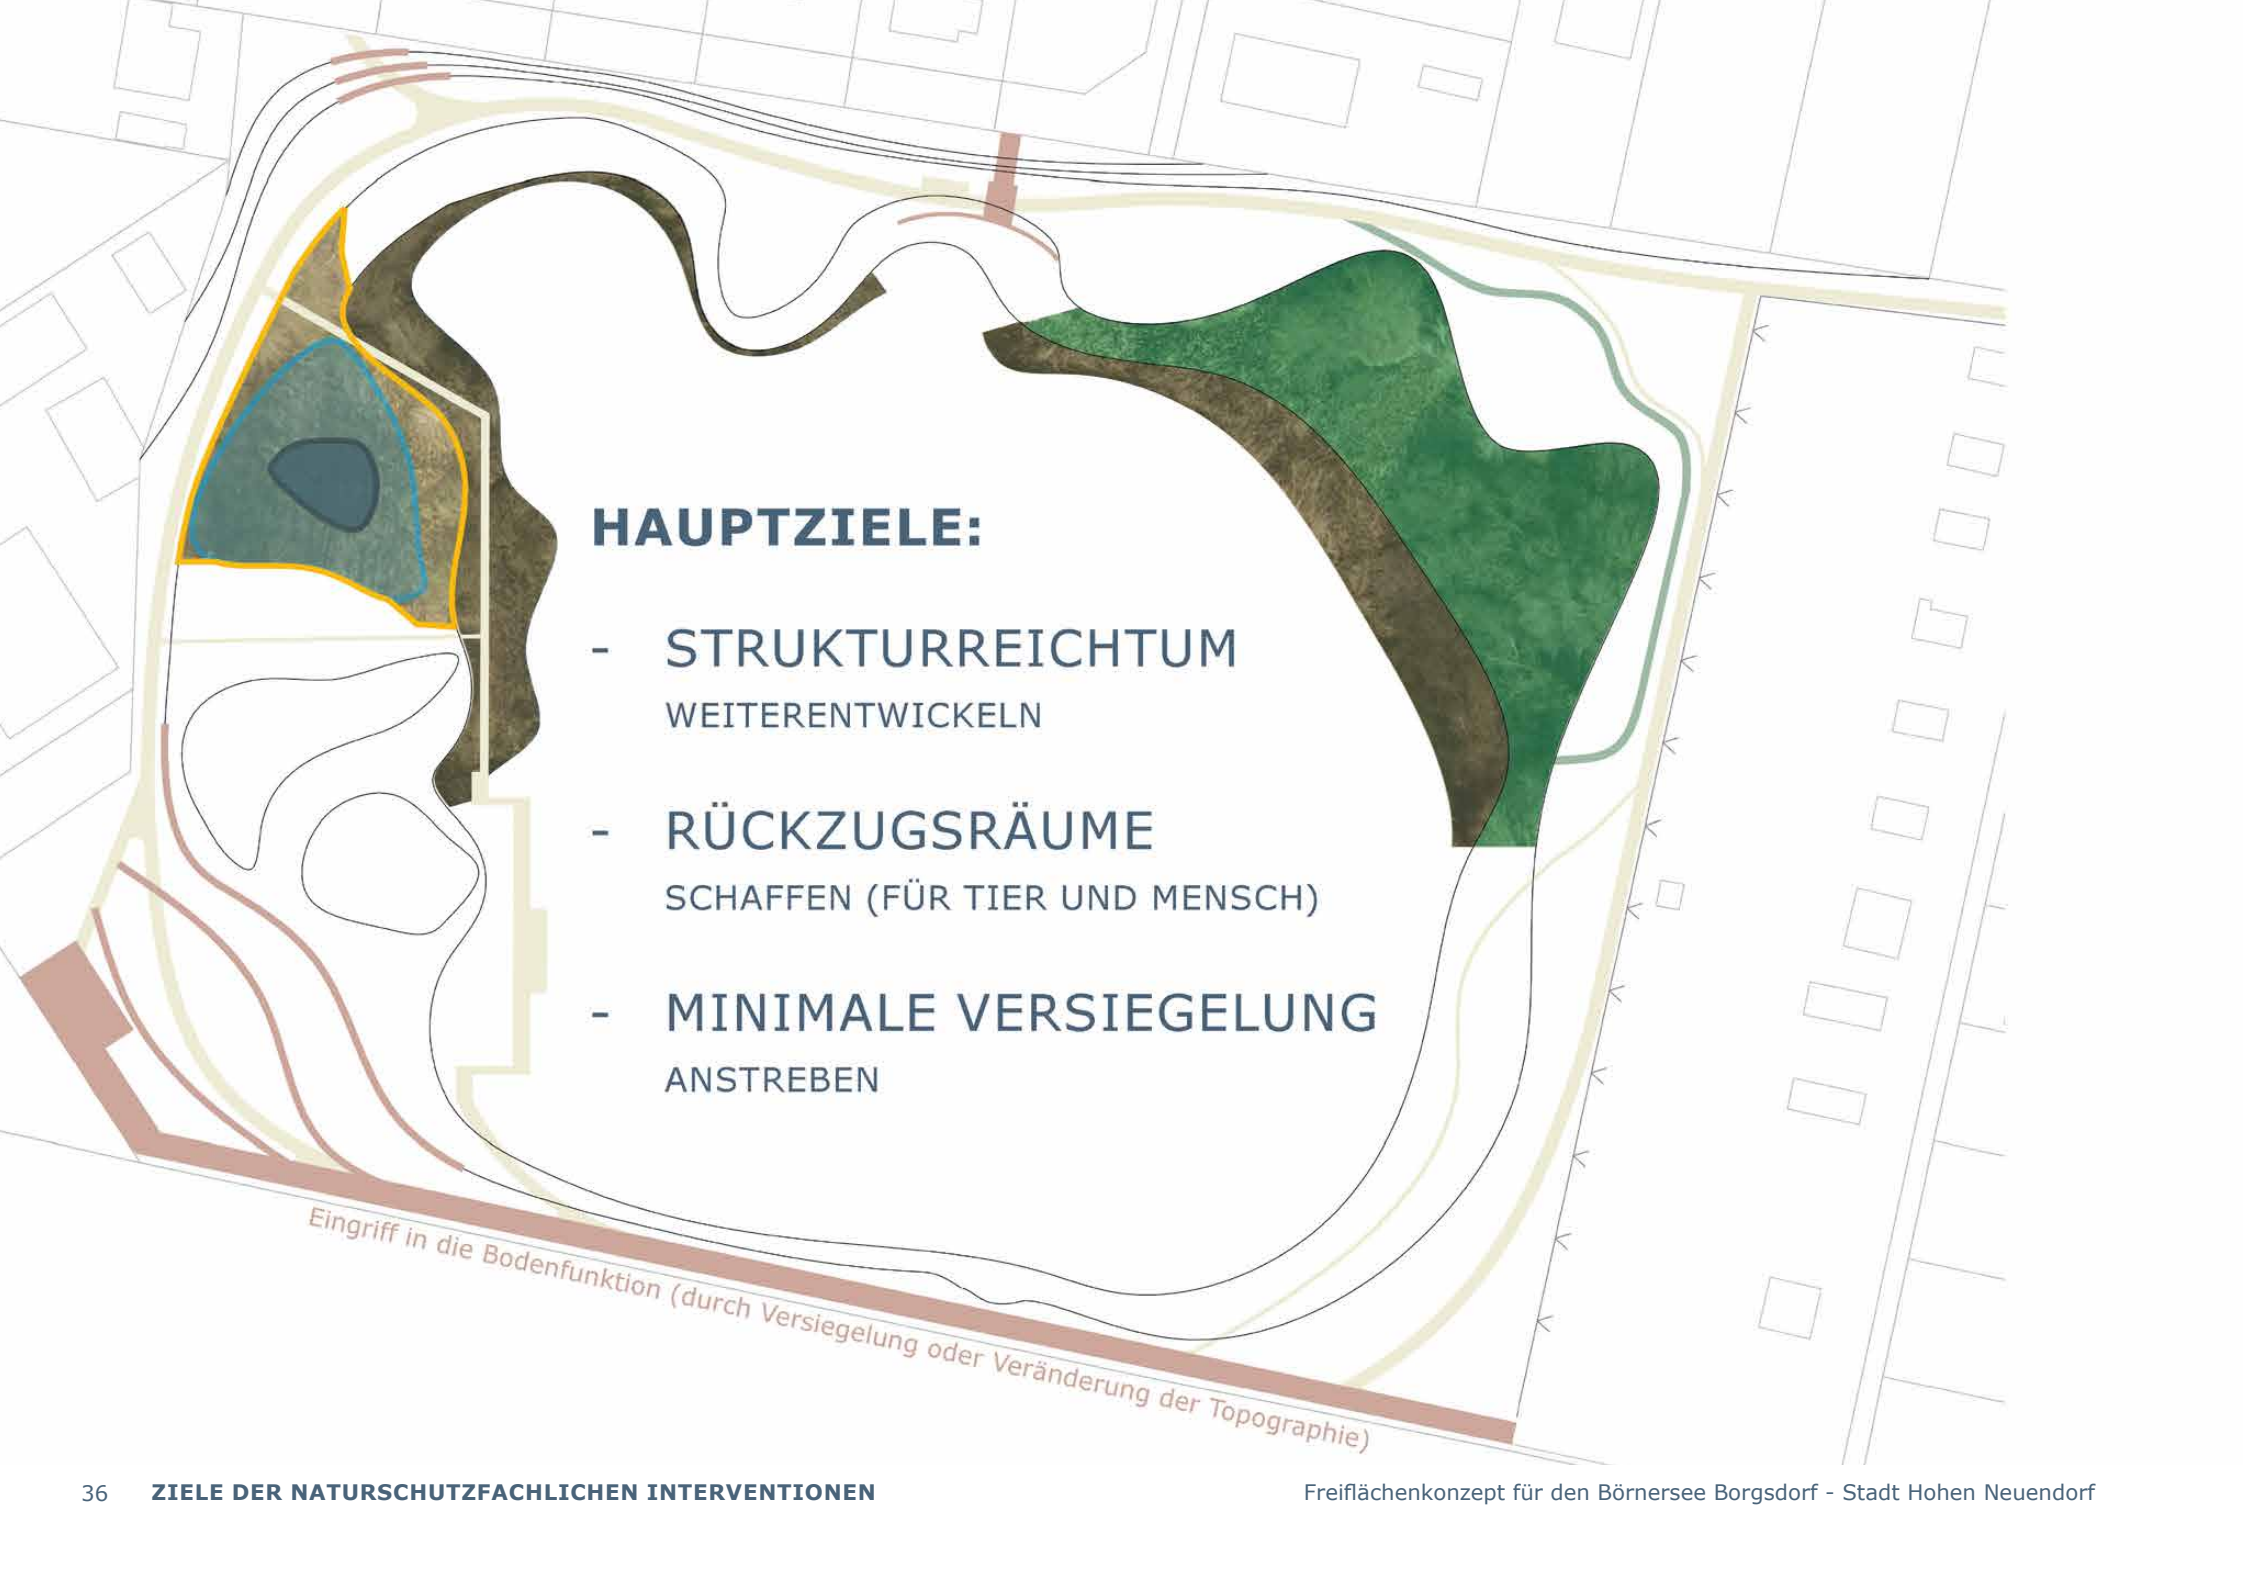 HAUPTZIELE:
- STRUKTURREICHTUM
WEITERENTWICKELN
- RÜCKZUGSRÄUME
SCHAFFEN (FÜR TIER UND MENSCH)
- MINIMALE VERSIEGELUNG
ANSTREBEN
Eingriff in die Bodenfunktion (durch Versiegelung oder Veränderung der Topographie)
36 ZIELE DER NATURSCHUTZFACHLICHEN INTERVENTIONEN
Freiflächenkonzept für den Börnersee Borgsdorf - Stadt Hohen Neuendorf